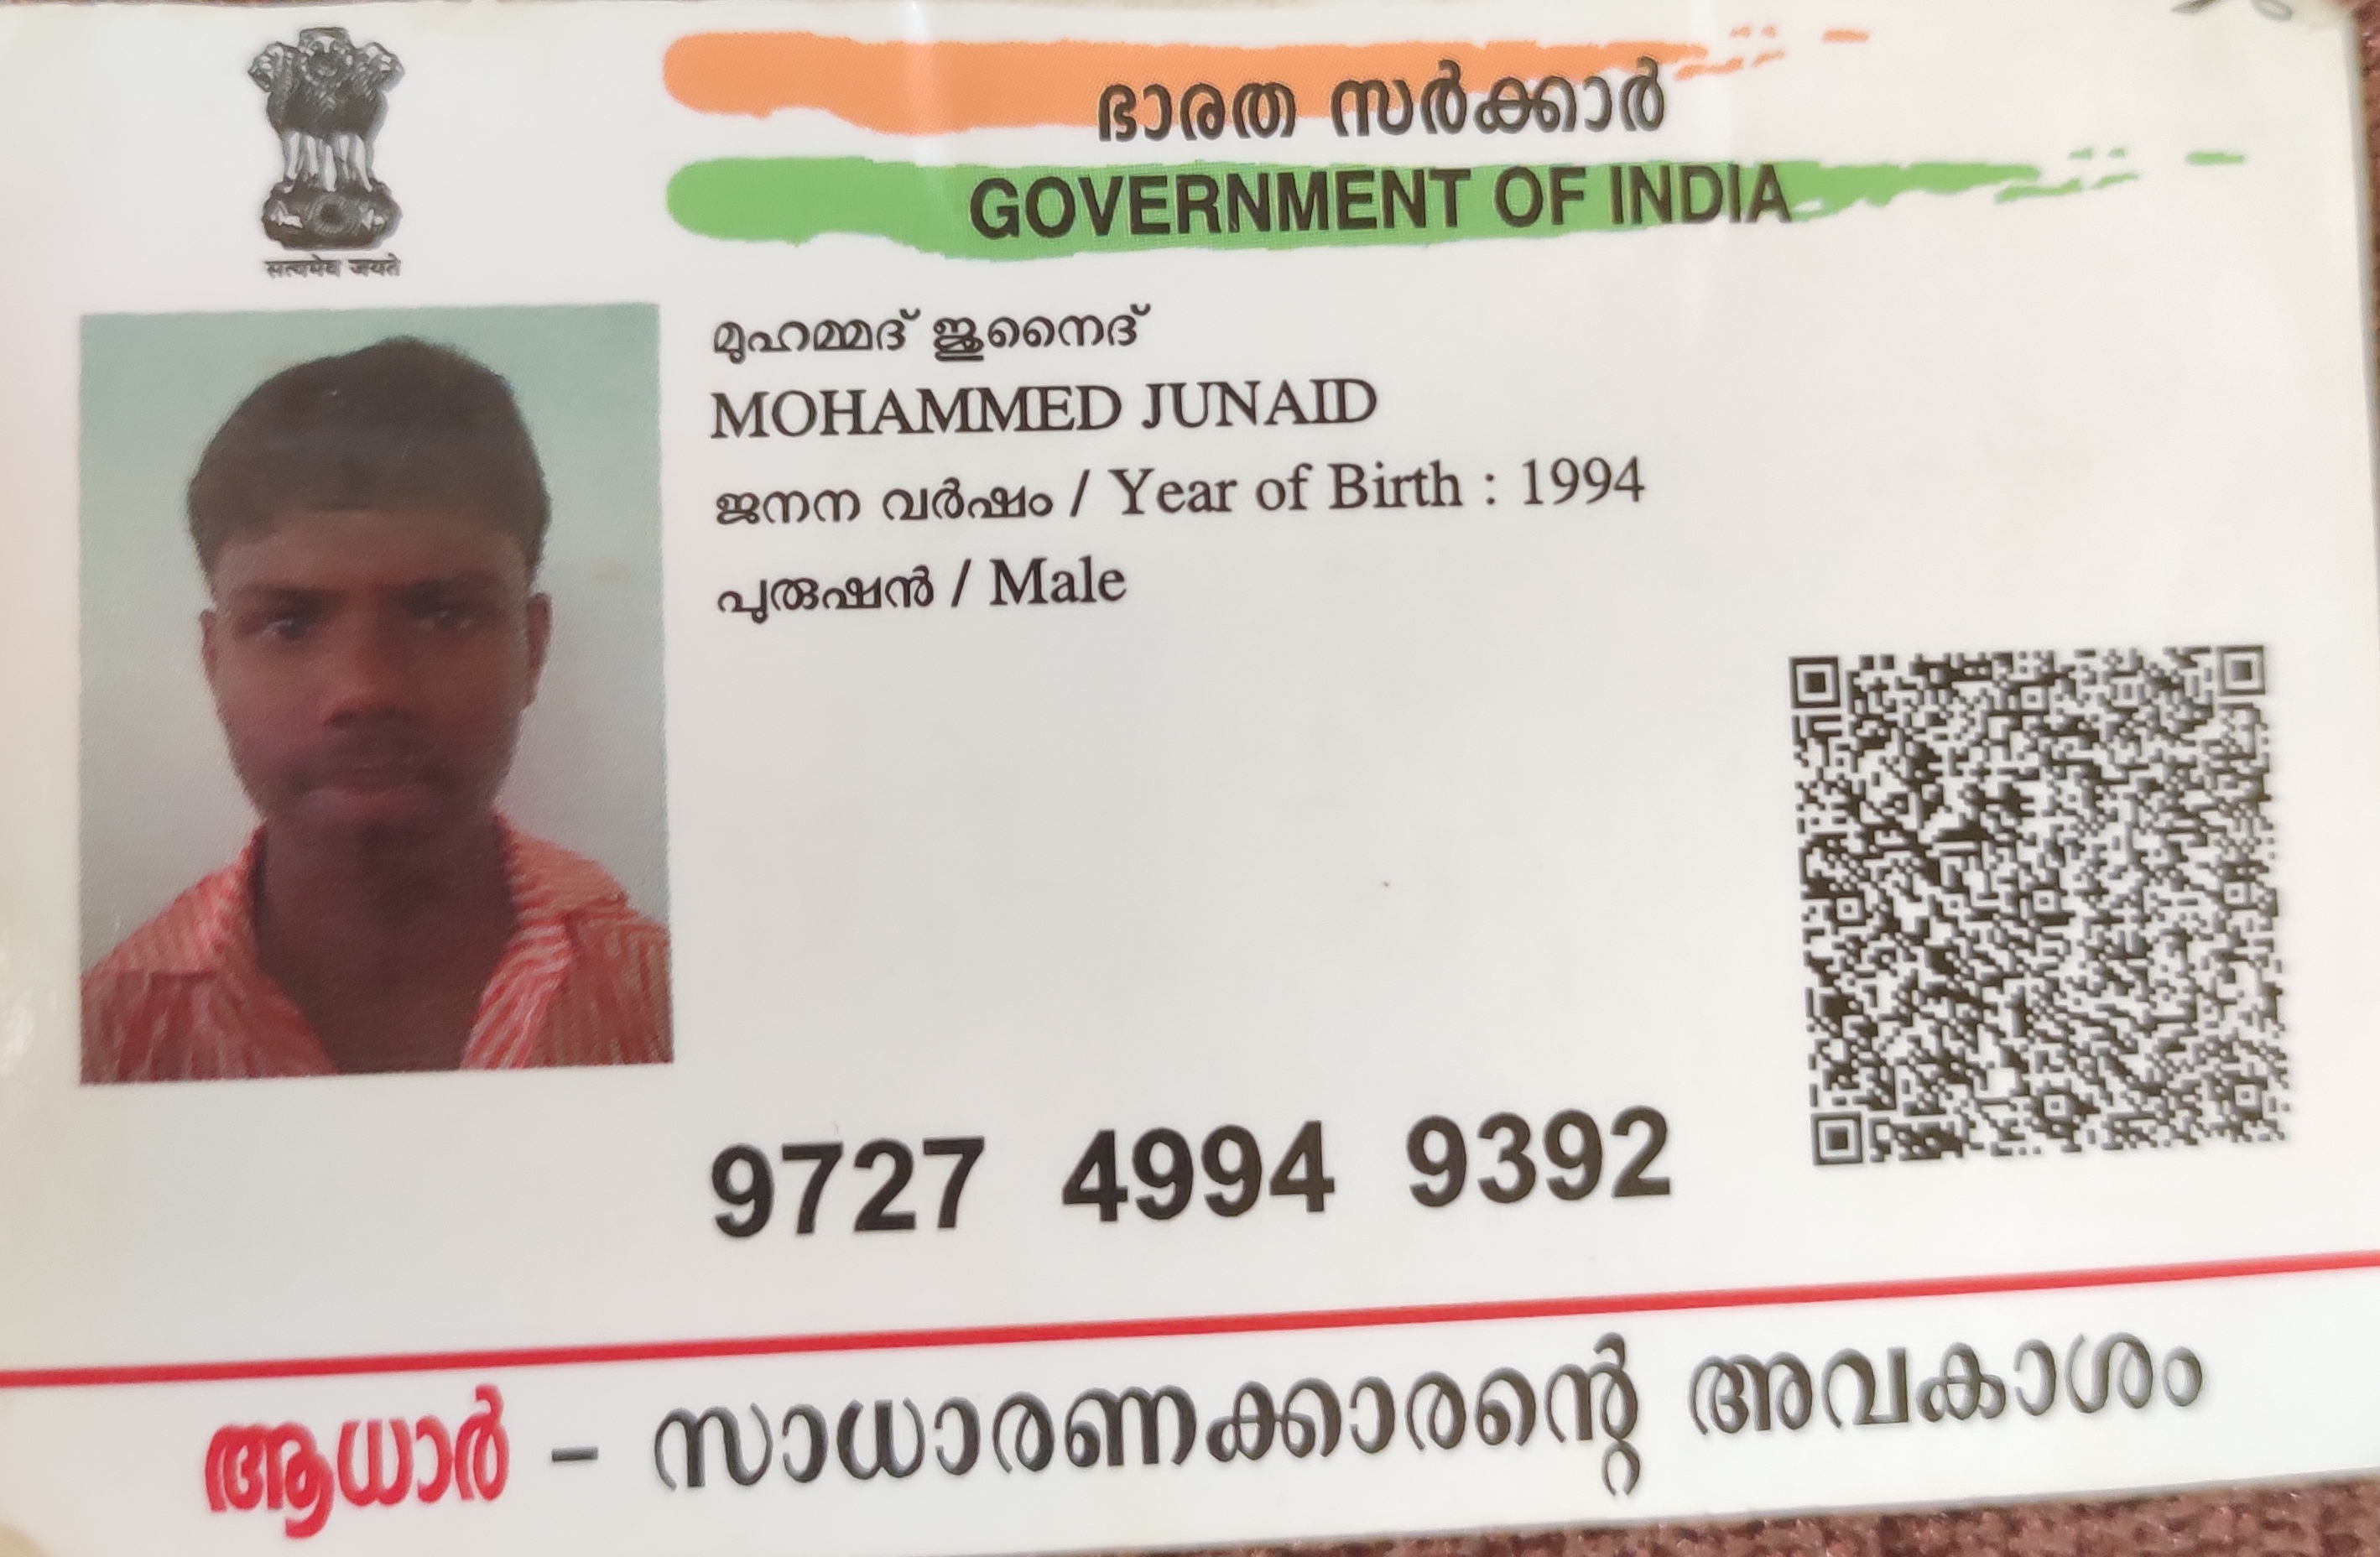 ഭാരത സർക്കാർ
GOVERNMENT OF INDIA
सत्यमेव जयते
മുഹമ്മദ് ജുനൈദ്
MOHAMMED JUNAID
ജനന വർഷം / Year of Birth : 1994
പുരുഷൻ / Male
9727 4994 9392
ആധാർ – സാധാരണക്കാരന്റെ അവകാശം